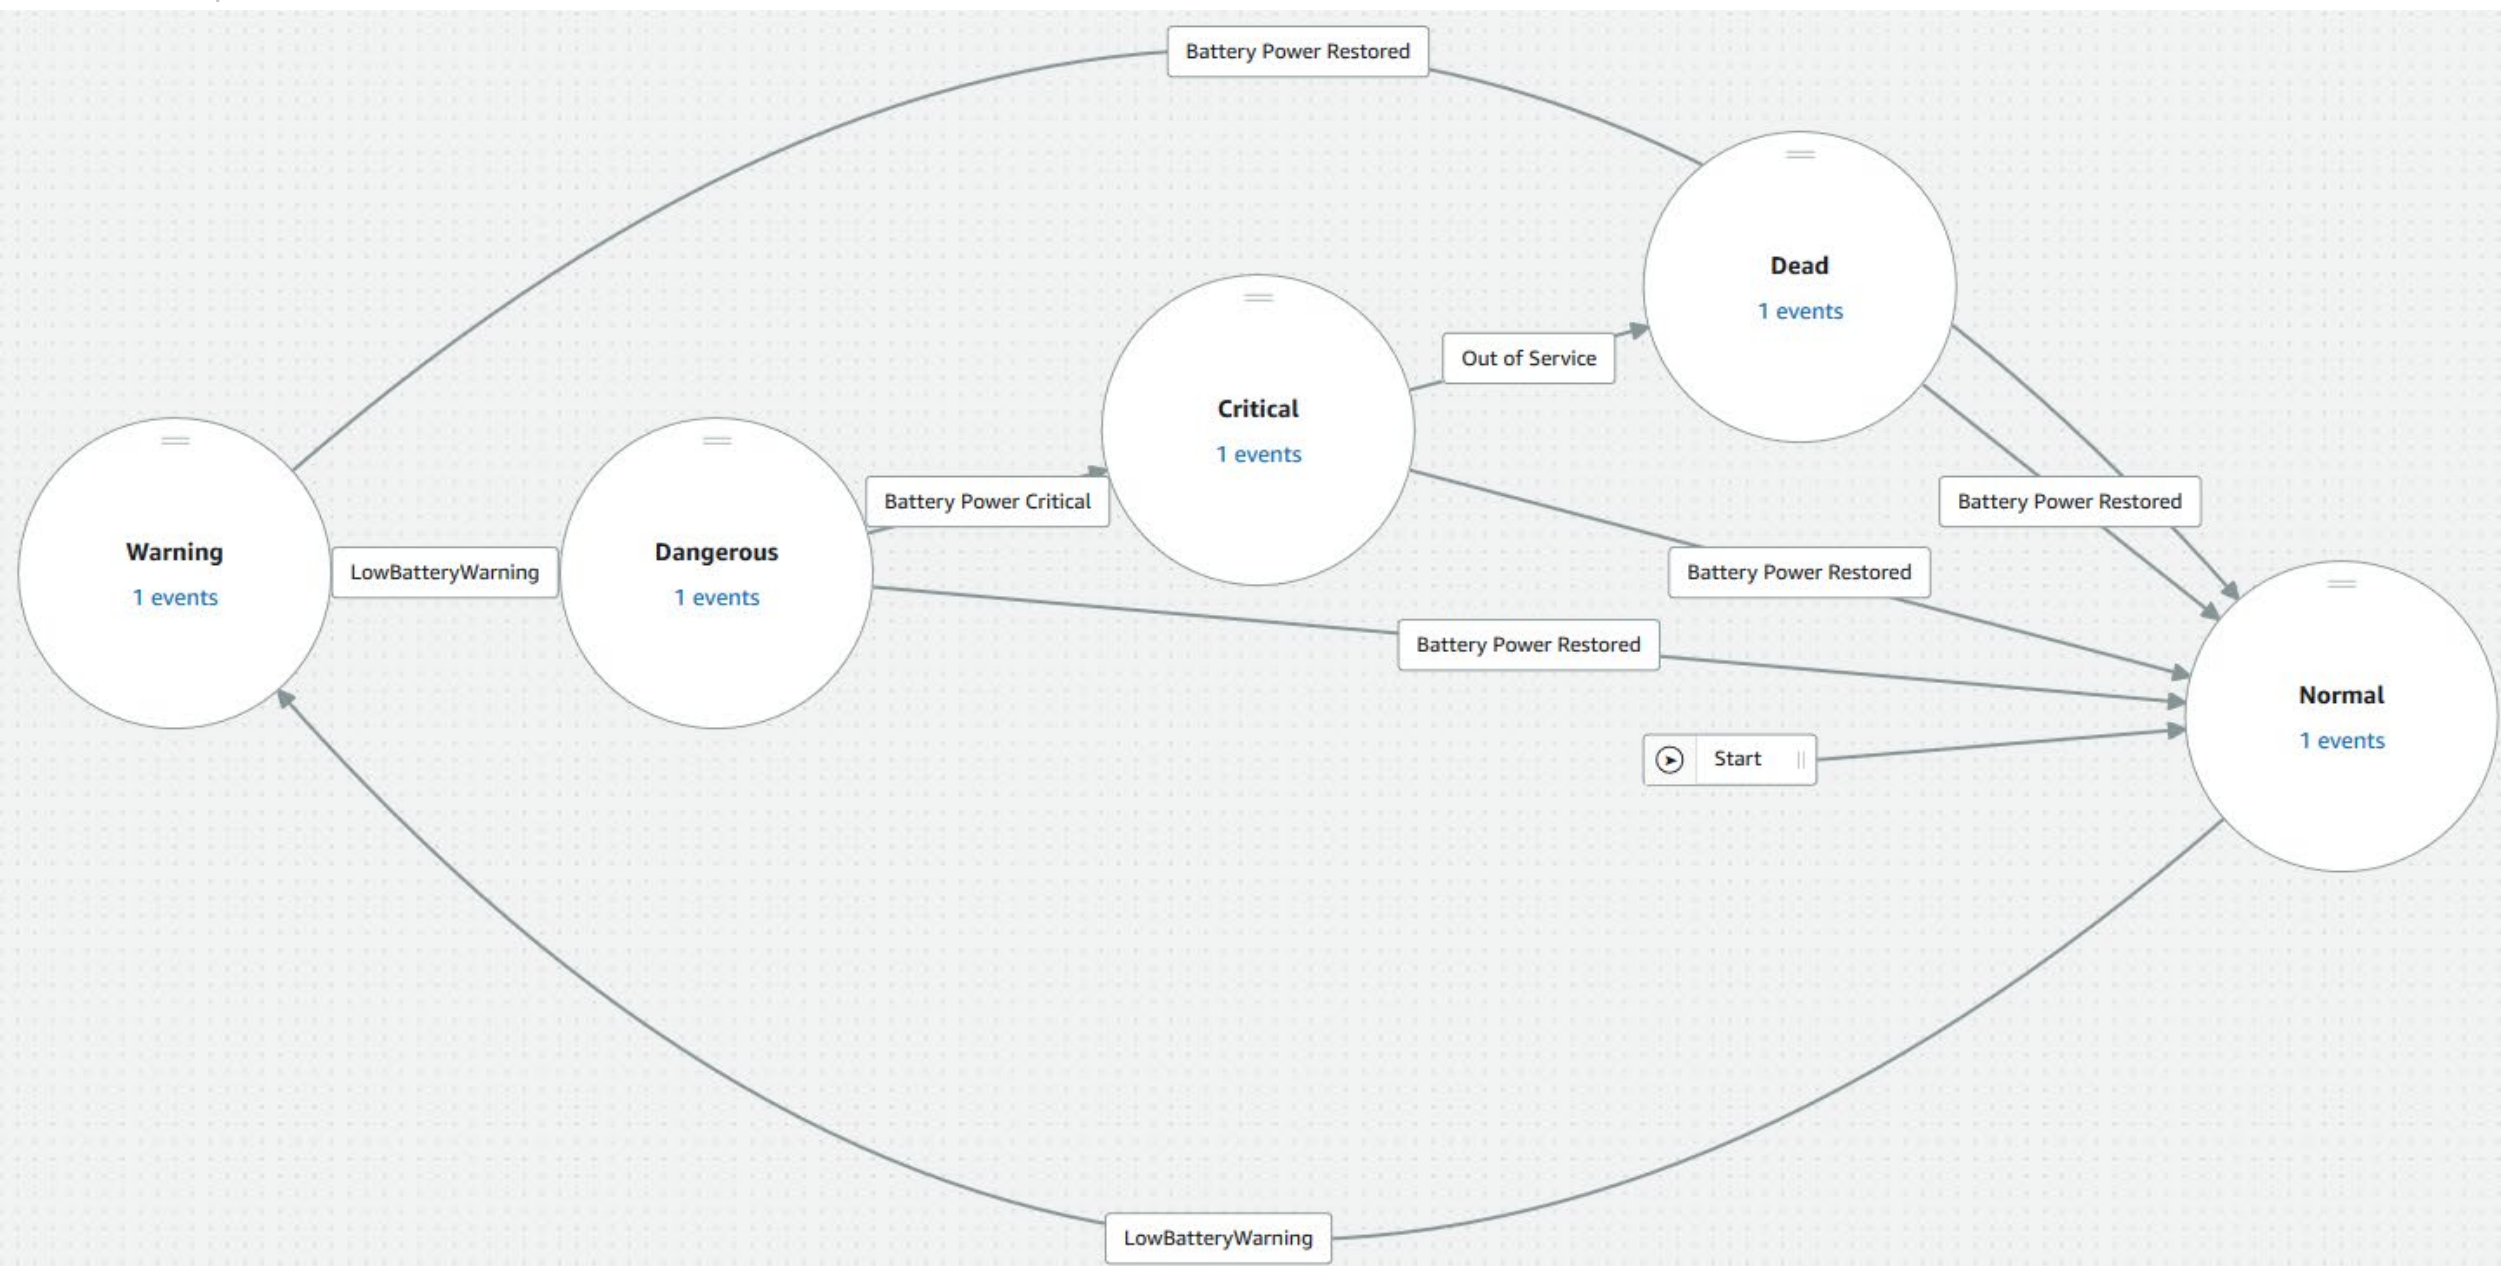 Battery Power Restored
Dead
1 events
Out of Service
Critical
1 events
Battery Power Critical
Battery Power Restored
Warning
1 events
LowBatteryWarning
Dangerous
1 events
Battery Power Restored
Battery Power Restored
Normal
1 events
Start
LowBatteryWarning